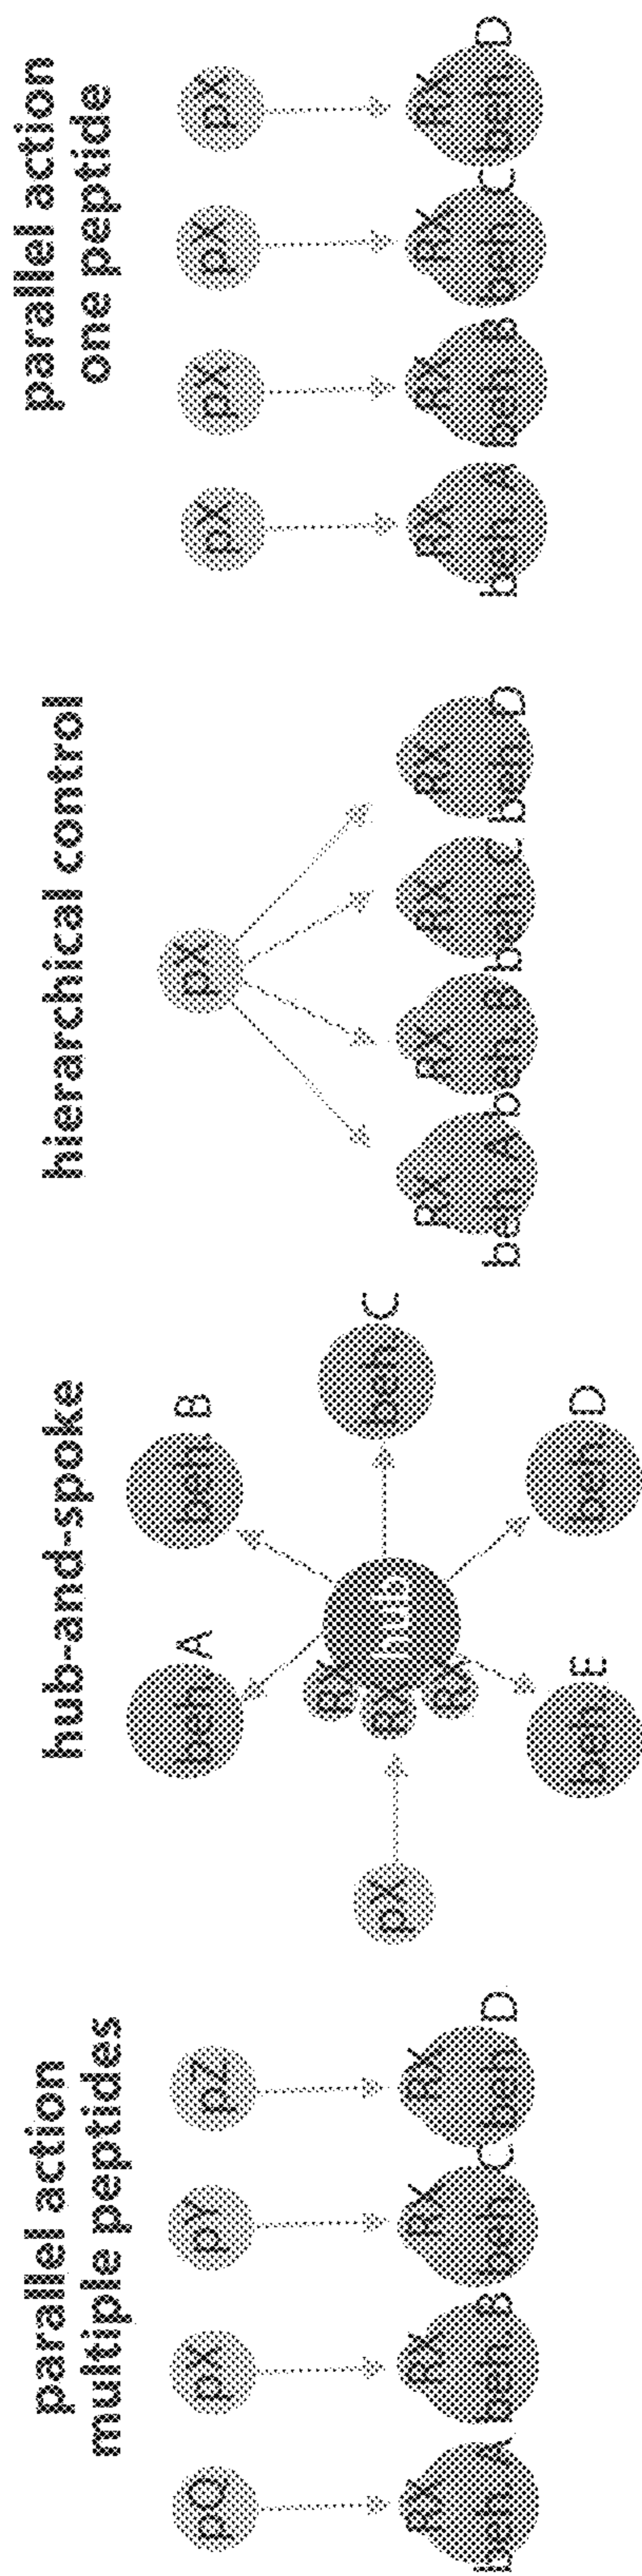 parallel action
multiple peptides
pQ
pX
pY
pZ
RX
RX
RX
RX
beh. A
beh. B
beh. C
beh. D
hub-and-spoke
beh. A
beh. B
beh. C
beh. D
beh. E
hub
RX
RX
RX
pX
hierarchical control
pX
RX
RX
RX
RX
beh. A
beh. B
beh. C
beh. D
parallel action
one peptide
pX
pX
pX
pX
RX
RX
RX
RX
beh. A
beh. B
beh. C
beh. D